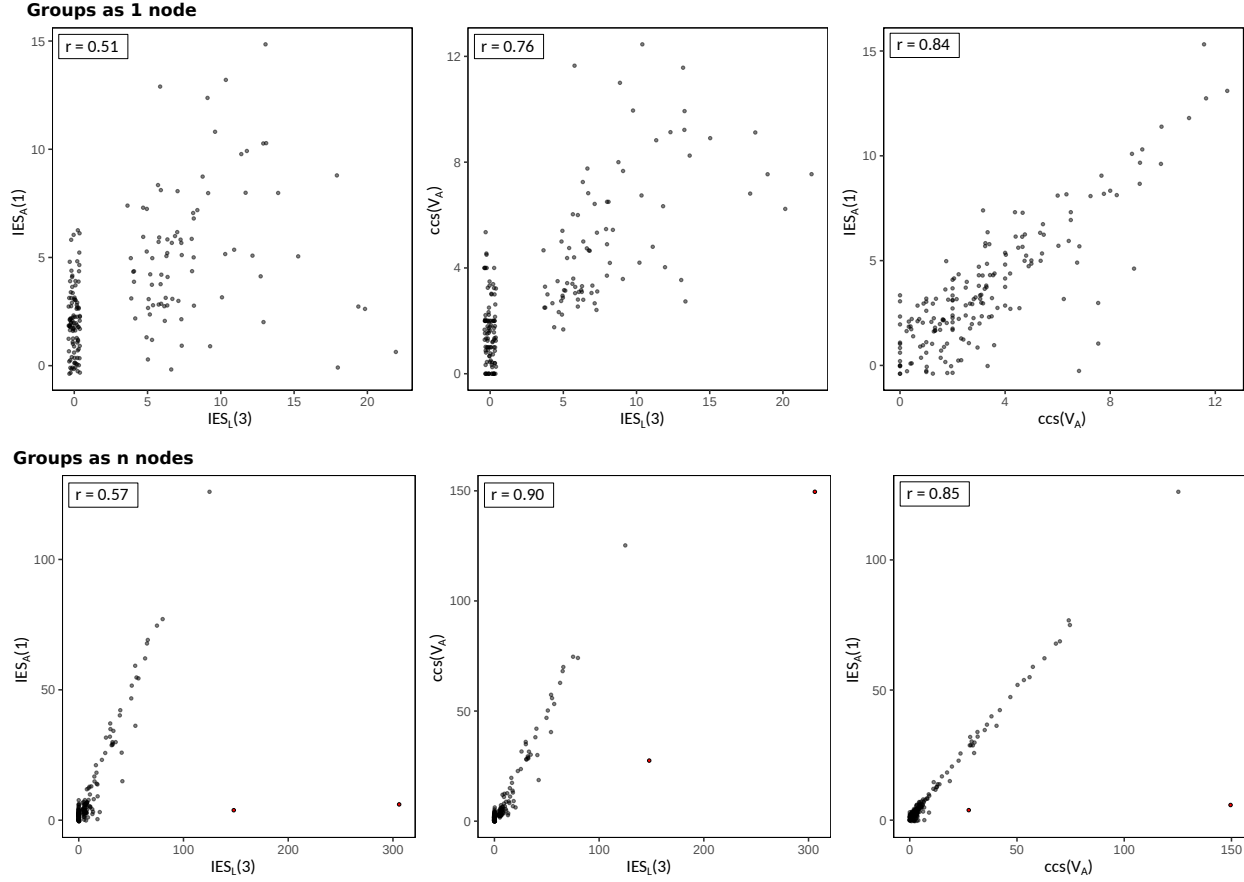 Groups as 1 node
r = 0.51
15
10
5
0
IES_A(1)
0 5 10 15 20
IES_L(3)
r = 0.76
12
8
4
0
ccs(V_A)
0 5 10 15 20
IES_L(3)
r = 0.84
15
10
5
0
IES_A(1)
0 2 4 6 8 10 12
ccs(V_A)
Groups as n nodes
r = 0.57
100
50
0
IES_A(1)
0 100 200 300
IES_L(3)
r = 0.90
150
100
50
0
ccs(V_A)
0 100 200 300
IES_L(3)
r = 0.85
100
50
0
IES_A(1)
0 50 100 150
ccs(V_A)